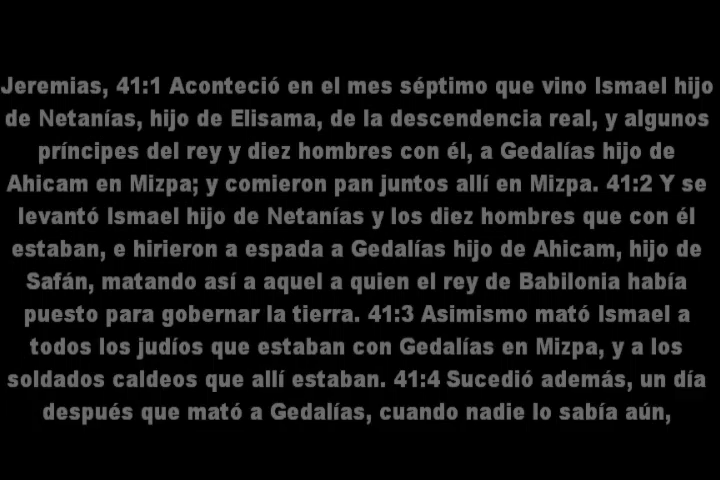 Jeremias, 41:1 Aconteció en el mes séptimo que vino Ismael hijo
de Netanías, hijo de Elisama, de la descendencia real, y algunos
príncipes del rey y diez hombres con él, a Gedalías hijo de
Ahicam en Mizpa; y comieron pan juntos allí en Mizpa. 41:2 Y se
levantó Ismael hijo de Netanías y los diez hombres que con él
estaban, e hirieron a espada a Gedalías hijo de Ahicam, hijo de
Safán, matando así a aquel a quien el rey de Babilonia había
puesto para gobernar la tierra. 41:3 Asimismo mató Ismael a
todos los judíos que estaban con Gedalías en Mizpa, y a los
soldados caldeos que allí estaban. 41:4 Sucedió además, un día
después que mató a Gedalías, cuando nadie lo sabía aún,